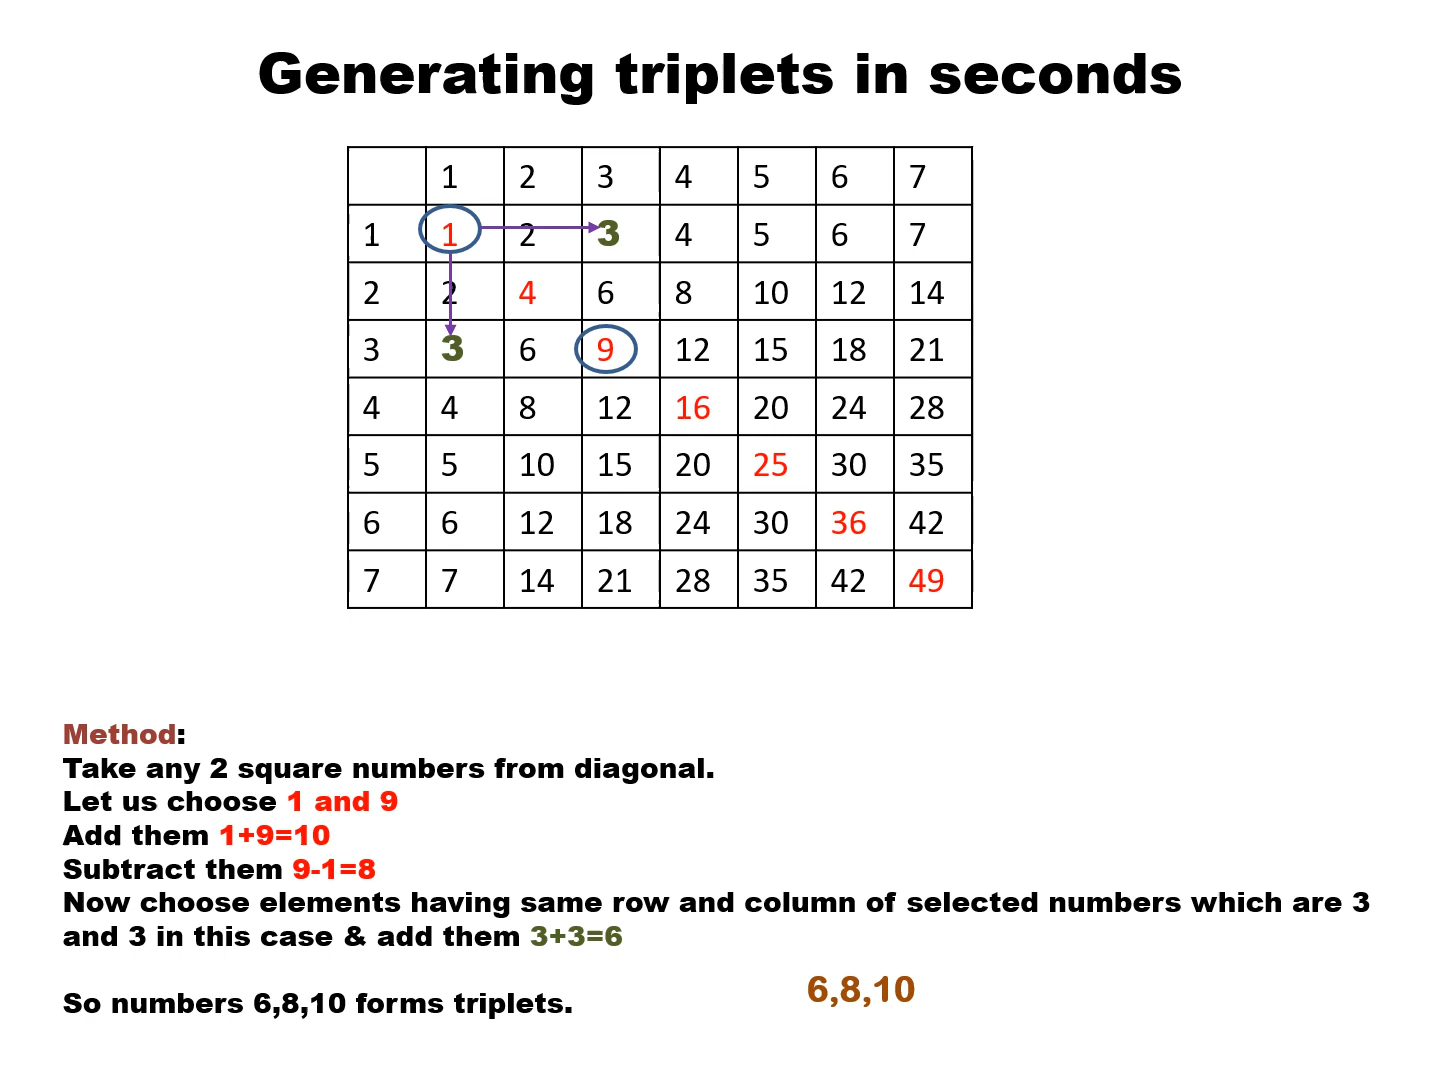 Generating triplets in seconds
1 2 3 4 5 6 7
1 1 2 3 4 5 6 7
2 2 4 6 8 10 12 14
3 3 6 9 12 15 18 21
4 4 8 12 16 20 24 28
5 5 10 15 20 25 30 35
6 6 12 18 24 30 36 42
7 7 14 21 28 35 42 49
Method:
Take any 2 square numbers from diagonal.
Let us choose 1 and 9
Add them 1+9=10
Subtract them 9-1=8
Now choose elements having same row and column of selected numbers which are 3
and 3 in this case & add them 3+3=6
So numbers 6,8,10 forms triplets.
6,8,10